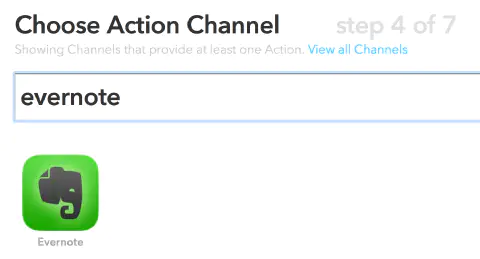 Choose Action Channel step 4 of 7
Showing Channels that provide at least one Action. View all Channels
evernote
Evernote